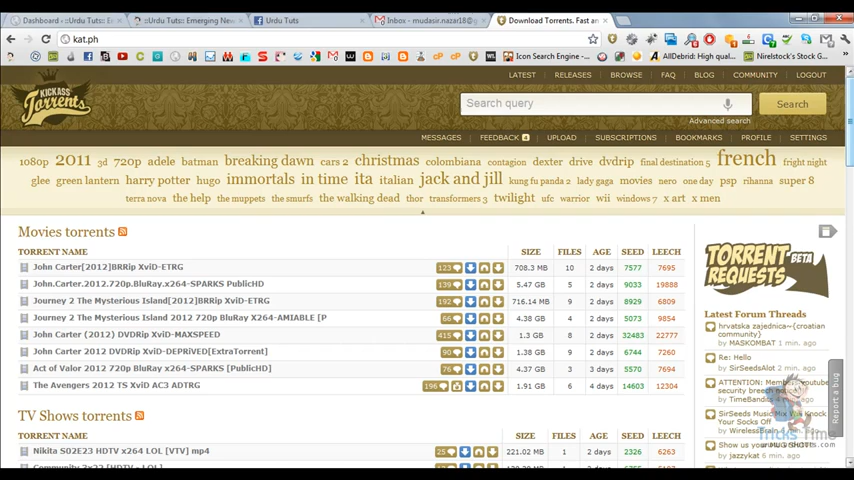 Dashboard - ::Urdu Tuts:: E
::Urdu Tuts:: Emerging New
Urdu Tuts
Inbox - mudasir.nazar18@g
Download Torrents. Fast an
kat.ph
Icon Search Engine -
AllDebrid: High qual...
Nirelstock's Stock G...
LATEST RELEASES BROWSE FAQ BLOG COMMUNITY LOGOUT
KICKASS
Torrents
Search query
Search
Advanced search
MESSAGES FEEDBACK 4 UPLOAD SUBSCRIPTIONS BOOKMARKS PROFILE SETTINGS
1080p 2011 3d 720p adele batman breaking dawn cars 2 christmas colombiana contagion dexter drive dvdrip final destination 5 french fright night
glee green lantern harry potter hugo immortals in time ita italian jack and jill kung fu panda 2 lady gaga movies nero one day psp rihanna super 8
terra nova the help the muppets the smurfs the walking dead thor transformers 3 twilight ufc warrior wii windows 7 x art x men
Movies torrents
TORRENT NAME SIZE FILES AGE SEED LEECH
John Carter[2012]BRRip XviD-ETRG 123 708.3 MB 10 2 days 7577 7695
John.Carter.2012.720p.BluRay.x264-SPARKS PublicHD 139 5.47 GB 5 2 days 9033 19888
Journey 2 The Mysterious Island[2012]BRRip XviD-ETRG 192 716.14 MB 9 2 days 8929 6809
Journey 2 The Mysterious Island 2012 720p BluRay X264-AMIABLE [P 66 4.38 GB 4 2 days 5073 9854
John Carter (2012) DVDRip XviD-MAXSPEED 415 1.3 GB 8 2 days 32483 22777
John Carter 2012 DVDRip XviD-DEPRiVED[ExtraTorrent] 90 1.38 GB 9 2 days 6744 7260
Act of Valor 2012 720p BluRay x264-SPARKS [PublicHD] 76 4.37 GB 3 2 days 5570 7694
The Avengers 2012 TS XviD AC3 ADTRG 196 1.91 GB 6 4 days 14603 12304
TORRENT BETA
REQUESTS
Latest Forum Threads
hrvatska zajednica~{croatian
community}
by MASKOMBAT 1 min. ago
Re: Hello
by SirSeedsAlot 2 min. ago
ATTENTION: Members youtube
security breech
by TimeBandits
SirSeeds Music
Your Socks Off
by WirelessBrain
Show us your
by jazzykat 6 min. ago
Report a bug
Tricks Time
TV Shows torrents
TORRENT NAME SIZE FILES AGE SEED LEECH
Nikita S02E23 HDTV x264 LOL [VTV] mp4 25 221.02 MB 1 2 days 2326 6263